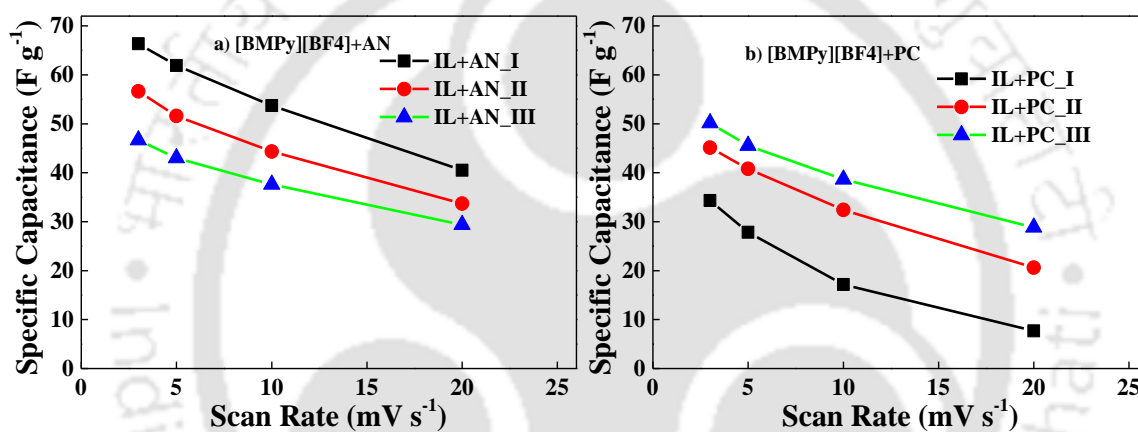 a) [BMPy][BF4]+AN
IL+AN_I
IL+AN_II
IL+AN_III
Specific Capacitance (F g⁻¹)
70
60
50
40
30
20
10
0
0 5 10 15 20 25
Scan Rate (mV s⁻¹)
b) [BMPy][BF4]+PC
IL+PC_I
IL+PC_II
IL+PC_III
Specific Capacitance (F g⁻¹)
70
60
50
40
30
20
10
0
0 5 10 15 20 25
Scan Rate (mV s⁻¹)